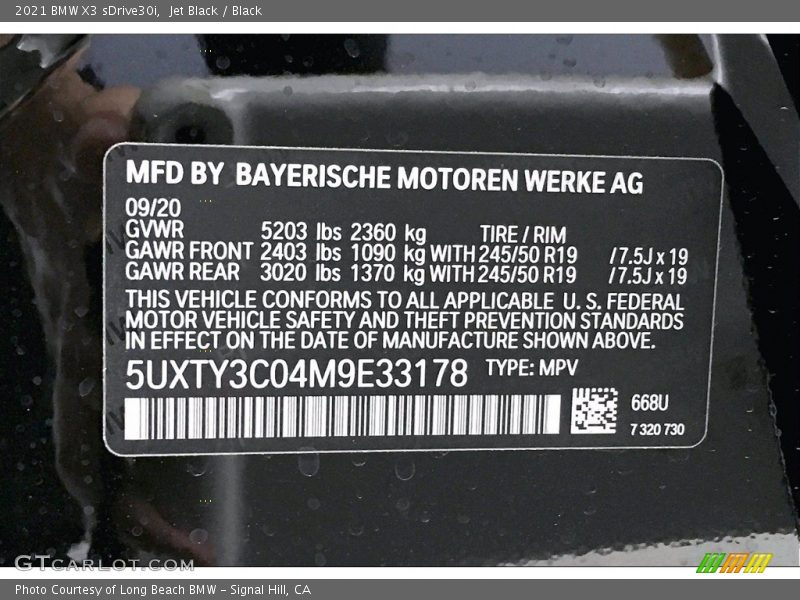 2021 BMW X3 sDrive30i, Jet Black / Black
MFD BY BAYERISCHE MOTOREN WERKE AG
09/20
GVWR 5203 lbs 2360 kg TIRE / RIM
GAWR FRONT 2403 lbs 1090 kg WITH 245/50 R19 /7.5J x 19
GAWR REAR 3020 lbs 1370 kg WITH 245/50 R19 /7.5J x 19
THIS VEHICLE CONFORMS TO ALL APPLICABLE U. S. FEDERAL
MOTOR VEHICLE SAFETY AND THEFT PREVENTION STANDARDS
IN EFFECT ON THE DATE OF MANUFACTURE SHOWN ABOVE.
5UXTY3C04M9E33178 TYPE: MPV
668U
7 320 730
GTCARLOT.COM
Photo Courtesy of Long Beach BMW - Signal Hill, CA